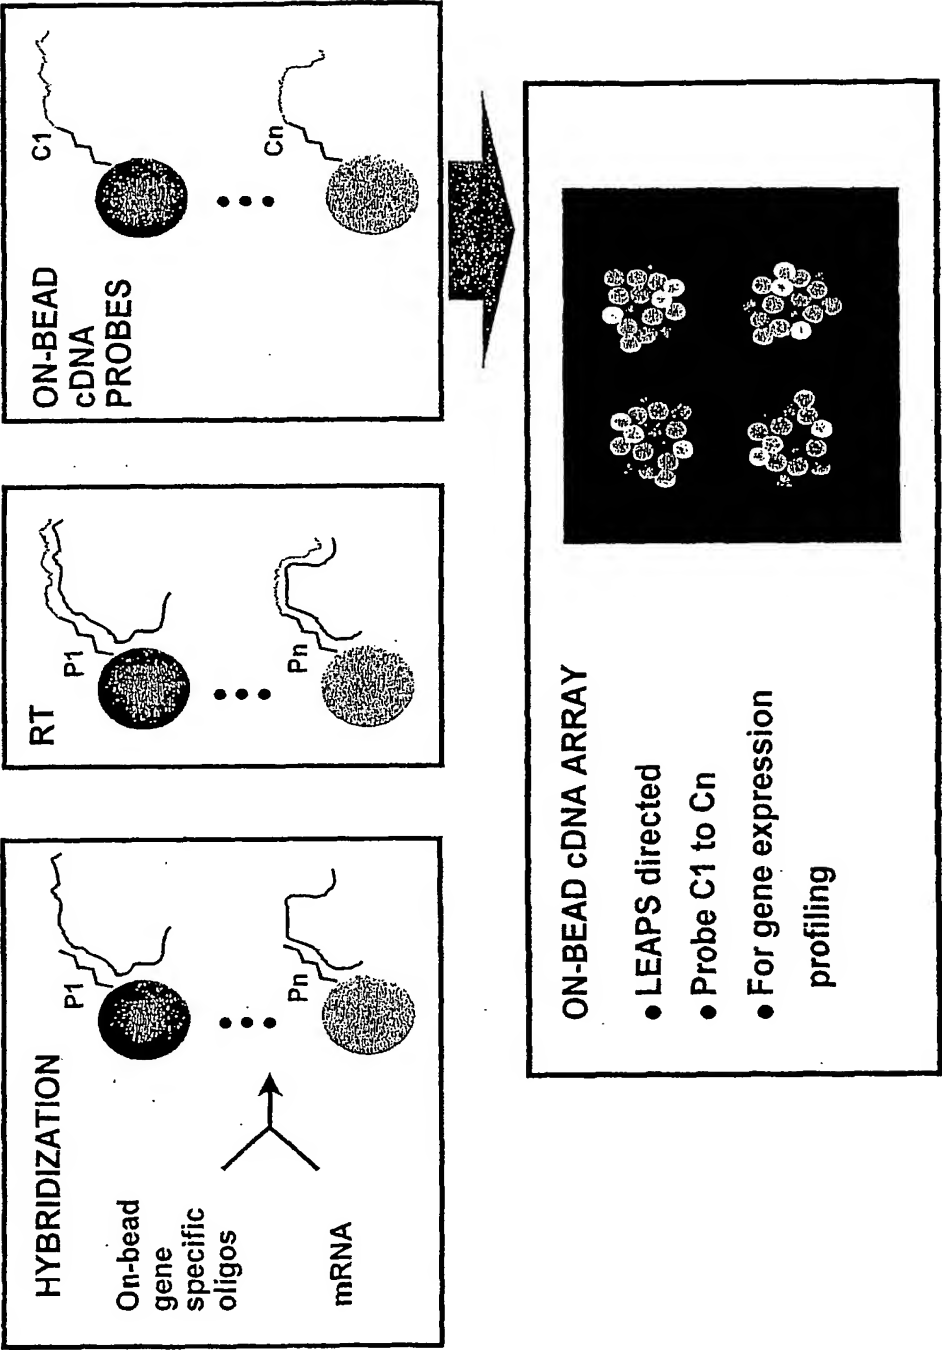 HYBRIDIZATION
On-bead
gene
specific
oligos
mRNA
P1
Pn
RT
P1
Pn
ON-BEAD
cDNA
PROBES
C1
Cn
ON-BEAD cDNA ARRAY
● LEAPS directed
● Probe C1 to Cn
● For gene expression
profiling